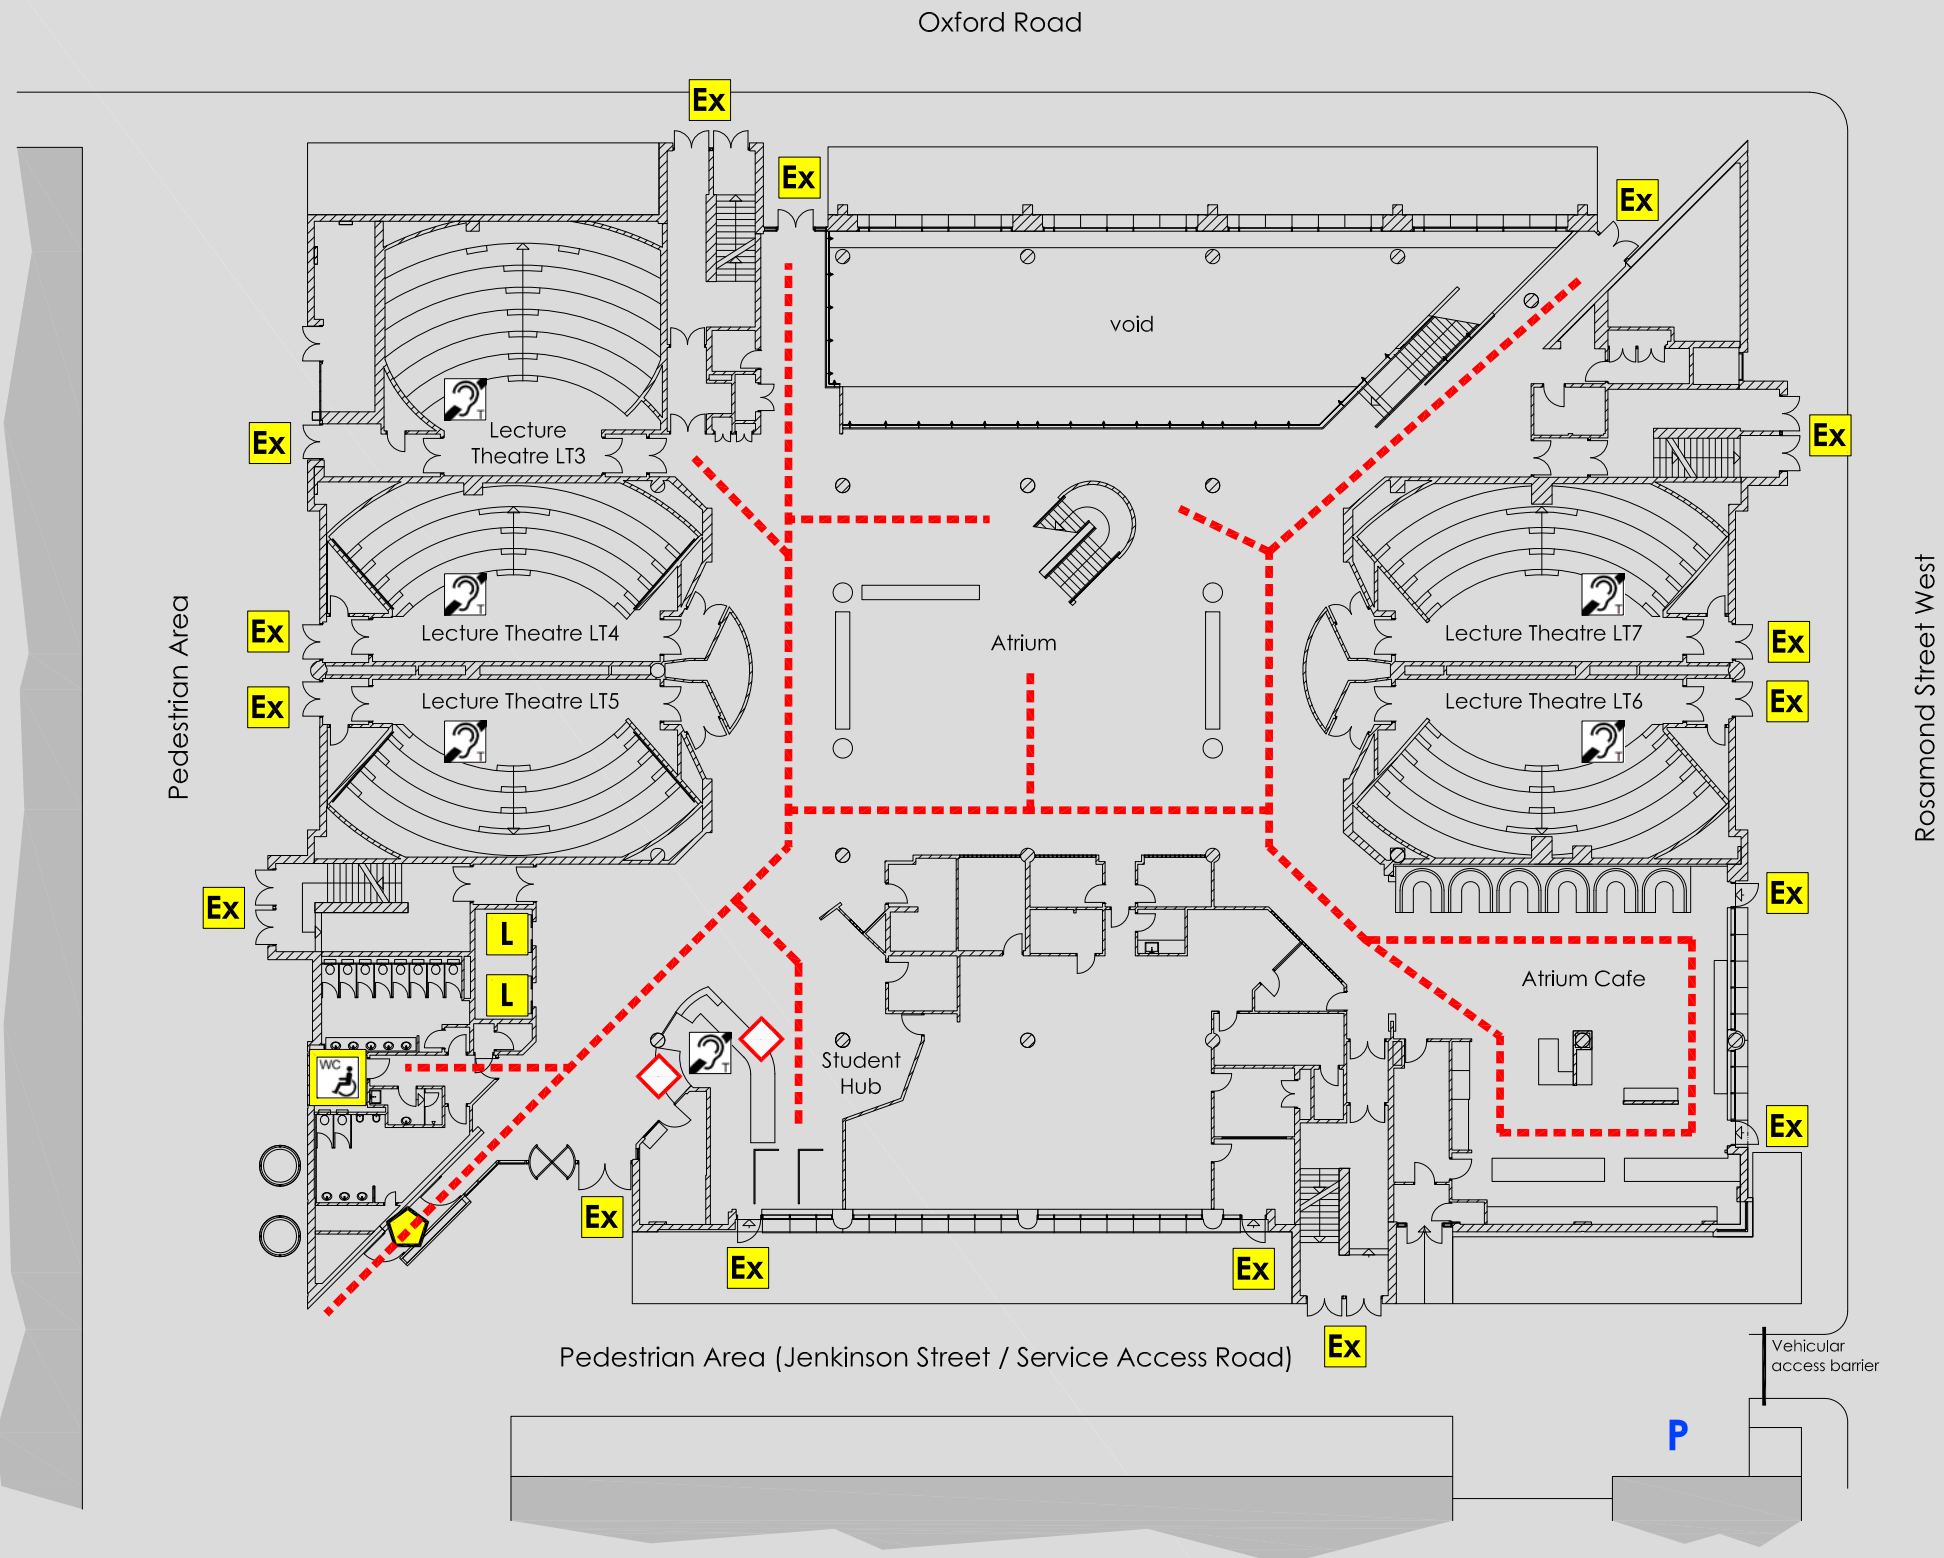 Oxford Road
Ex
Ex
Ex
void
T
Lecture
Theatre LT3
Ex
Ex
T
T
Ex
Lecture Theatre LT4
Atrium
Lecture Theatre LT7
Ex
Pedestrian Area
Rosamond Street West
Ex
Lecture Theatre LT5
Lecture Theatre LT6
Ex
T
T
Ex
Ex
L
Atrium Cafe
L
WC
T
Student
Hub
Ex
Ex
Ex
Ex
Ex
Pedestrian Area (Jenkinson Street / Service Access Road)
Vehicular
access barrier
P